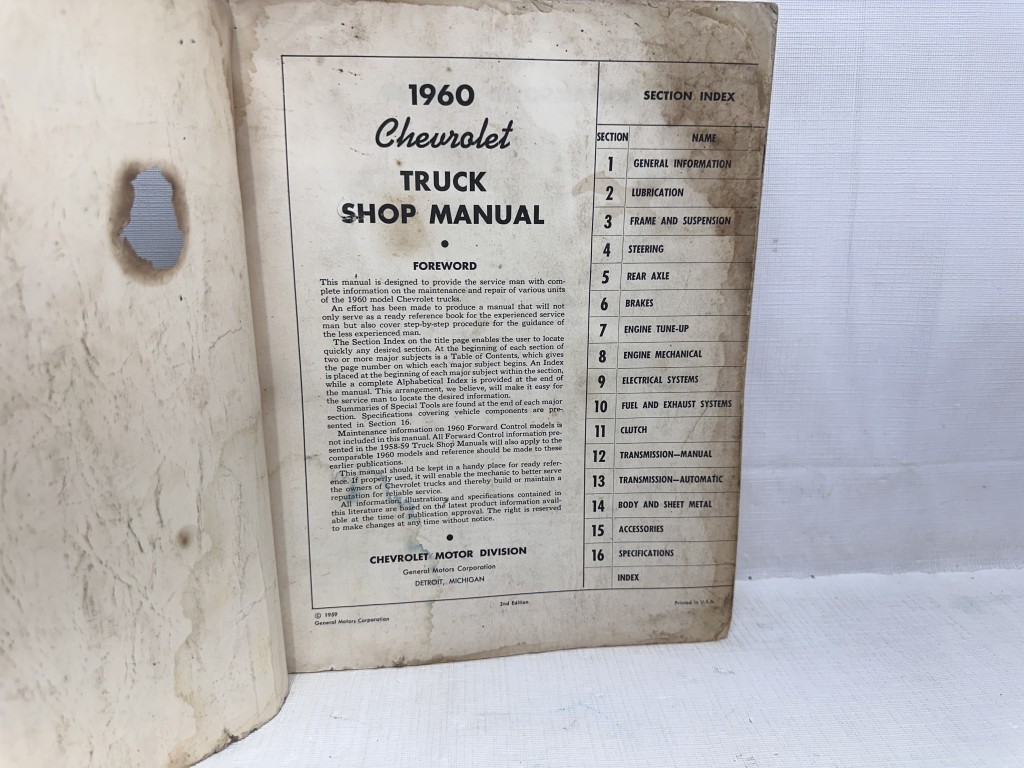 1960
Chevrolet
TRUCK
SHOP MANUAL
FOREWORD
This manual is designed to provide the service man with com-
plete information on the maintenance and repair of various units
of the 1960 model Chevrolet trucks.
An effort has been made to produce a manual that will not
only serve as a ready reference book for the experienced service
man but also cover step-by-step procedure for the guidance of
the less experienced man.
The Section Index on the title page enables the user to locate
quickly any desired section. At the beginning of each section of
two or more major subjects is a Table of Contents, which gives
the page number on which each major subject begins. An Index
is placed at the beginning of each major subject within the section,
while a complete Alphabetical Index is provided at the end of
the manual. This arrangement, we believe, will make it easy for
the service man to locate the desired information.
Summaries of Special Tools are found at the end of each major
section. Specifications covering vehicle components are pre-
sented in Section 16.
Maintenance information on 1960 Forward Control models is
not included in this manual. All Forward Control information pre-
sented in the 1958-59 Truck Shop Manuals will also apply to the
comparable 1960 models and reference should be made to these
earlier publications.
This manual should be kept in a handy place for ready refer-
ence. If properly used, it will enable the mechanic to better serve
the owners of Chevrolet trucks and thereby build or maintain a
reputation for reliable service.
All information, illustrations and specifications contained in
this literature are based on the latest product information avail-
able at the time of publication approval. The right is reserved
to make changes at any time without notice.
CHEVROLET MOTOR DIVISION
General Motors Corporation
DETROIT, MICHIGAN
© 1959
General Motors Corporation
2nd Edition
Printed in U.S.A.
SECTION INDEX
SECTION NAME
1 GENERAL INFORMATION
2 LUBRICATION
3 FRAME AND SUSPENSION
4 STEERING
5 REAR AXLE
6 BRAKES
7 ENGINE TUNE-UP
8 ENGINE MECHANICAL
9 ELECTRICAL SYSTEMS
10 FUEL AND EXHAUST SYSTEMS
11 CLUTCH
12 TRANSMISSION—MANUAL
13 TRANSMISSION—AUTOMATIC
14 BODY AND SHEET METAL
15 ACCESSORIES
16 SPECIFICATIONS
INDEX